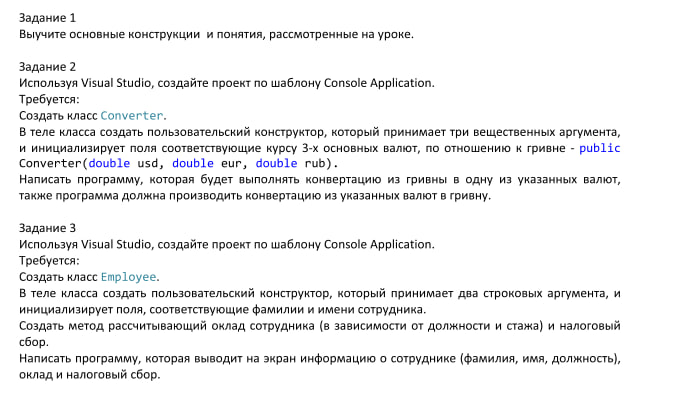 Задание 1
Выучите основные конструкции и понятия, рассмотренные на уроке.
Задание 2
Используя Visual Studio, создайте проект по шаблону Console Application.
Требуется:
Создать класс Converter.
В теле класса создать пользовательский конструктор, который принимает три вещественных аргумента,
и инициализирует поля соответствующие курсу 3-х основных валют, по отношению к гривне - public
Converter(double usd, double eur, double rub).
Написать программу, которая будет выполнять конвертацию из гривны в одну из указанных валют,
также программа должна производить конвертацию из указанных валют в гривну.
Задание 3
Используя Visual Studio, создайте проект по шаблону Console Application.
Требуется:
Создать класс Employee.
В теле класса создать пользовательский конструктор, который принимает два строковых аргумента, и
инициализирует поля, соответствующие фамилии и имени сотрудника.
Создать метод рассчитывающий оклад сотрудника (в зависимости от должности и стажа) и налоговый
сбор.
Написать программу, которая выводит на экран информацию о сотруднике (фамилия, имя, должность),
оклад и налоговый сбор.